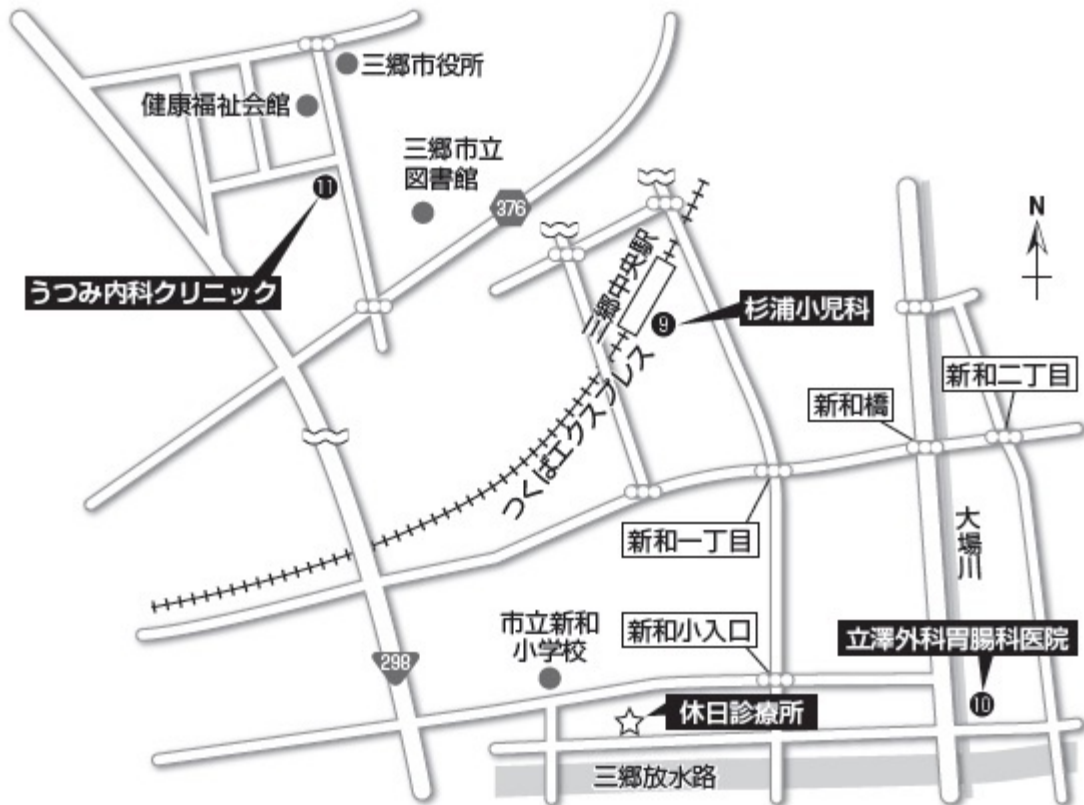 三郷市役所
健康福祉会館
三郷市立
図書館
376
11
うつみ内科クリニック
N
三郷中央駅
9
杉浦小児科
つくばエクスプレス
新和二丁目
新和橋
新和一丁目
大場川
市立新和
小学校
新和小入口
立澤外科胃腸科医院
298
10
休日診療所
三郷放水路